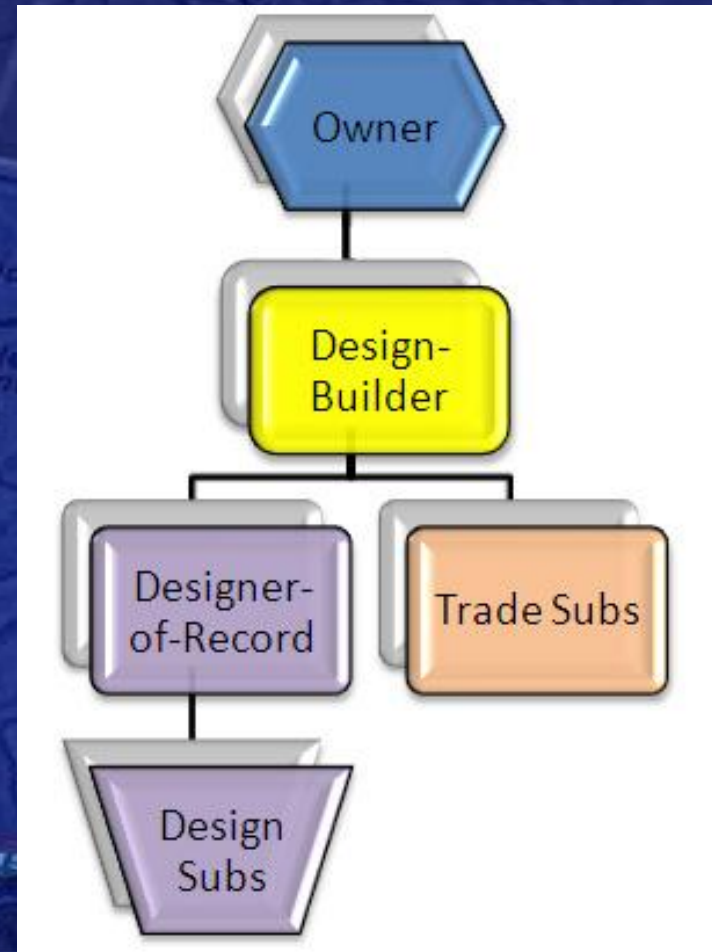 Owner
Design-
Builder
Designer-
of-Record
Trade Subs
Design
Subs